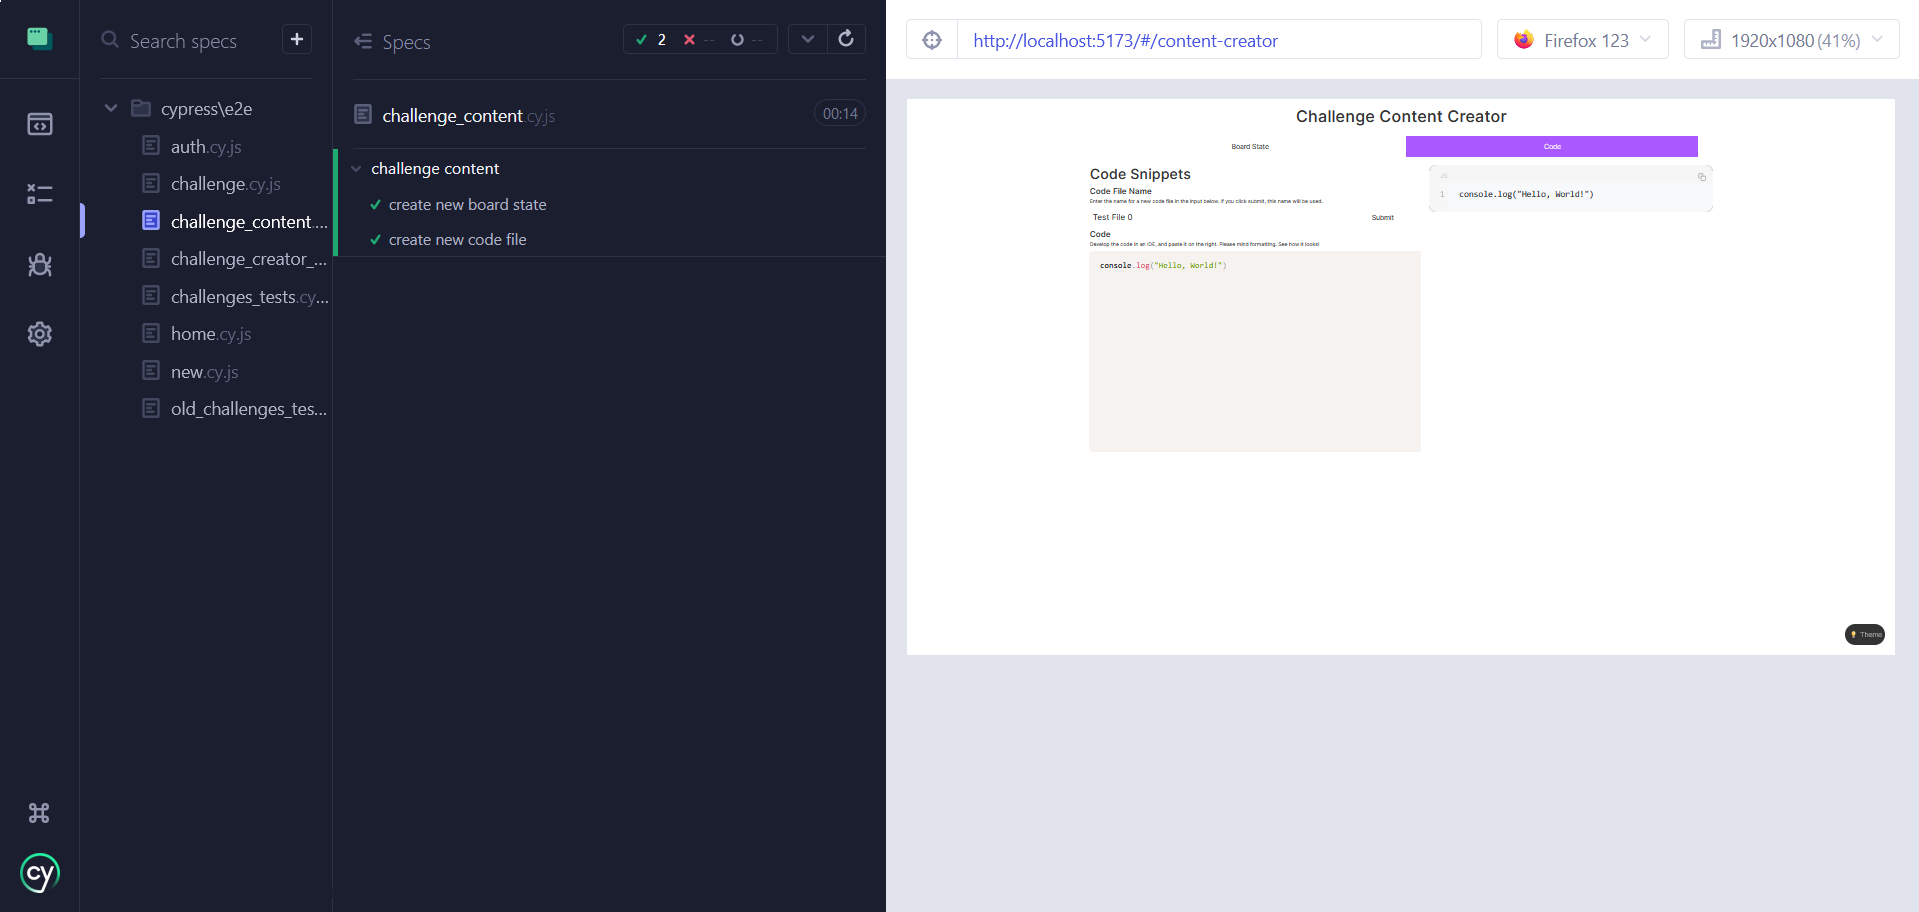 Search specs
+
cypress\e2e
auth.cy.js
challenge.cy.js
challenge_content....
challenge_creator_...
challenges_tests.cy...
home.cy.js
new.cy.js
old_challenges_tes...
cy
Specs
2 -- --
challenge_content.cy.js 00:14
challenge content
create new board state
create new code file
http://localhost:5173/#/content-creator
Firefox 123
1920x1080 (41%)
Challenge Content Creator
Board State Code
Code Snippets
Code File Name
Enter the name for a new code file in the input below. If you click submit, this name will be used.
Test File 0 Submit
Code
Develop the code in an IDE, and paste it on the right. Please mind formatting. See how it looks!
console.log("Hello, World!")
JS
1 console.log("Hello, World!")
Theme